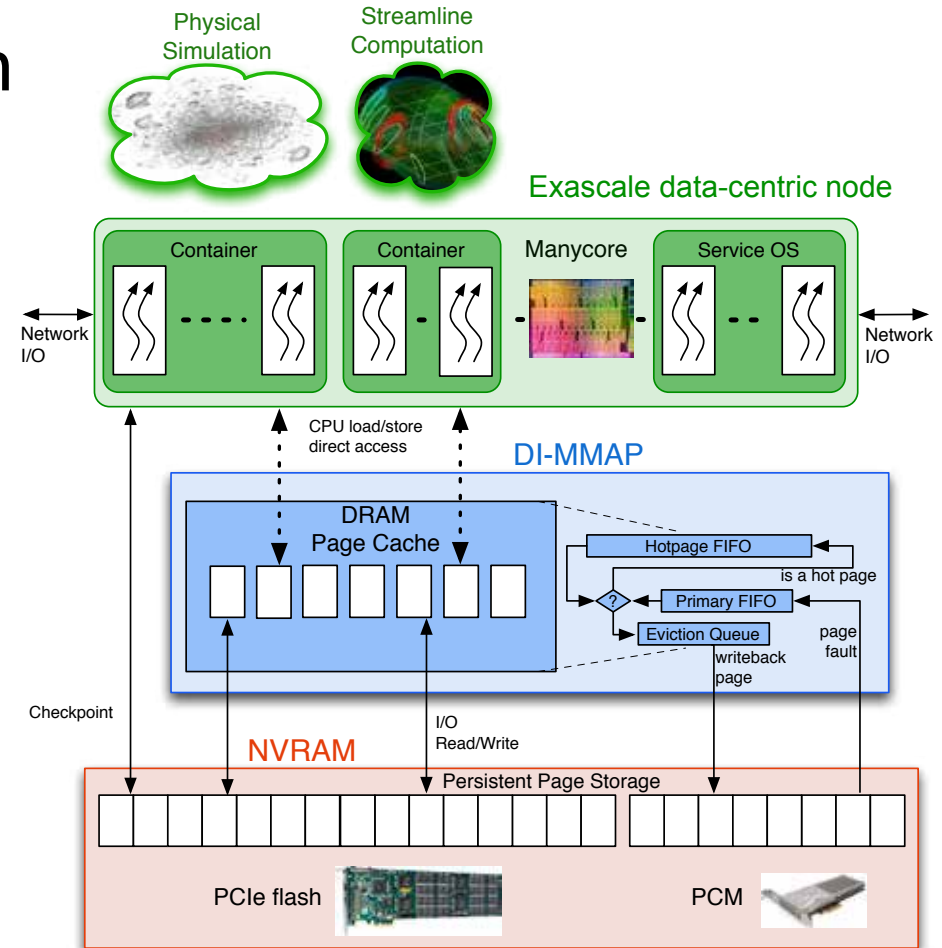 n
Physical
Simulation
Streamline
Computation
Exascale data-centric node
Container
Container
Manycore
Service OS
Network
I/O
Network
I/O
CPU load/store
direct access
DI-MMAP
DRAM
Page Cache
Hotpage FIFO
is a hot page
?
Primary FIFO
Eviction Queue
page
fault
writeback
page
Checkpoint
I/O
Read/Write
NVRAM
Persistent Page Storage
PCIe flash
PCM